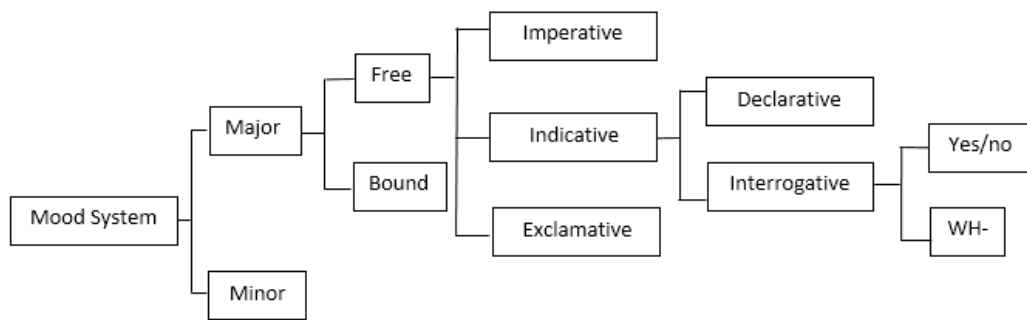 Imperative
Free
Declarative
Major
Indicative
Yes/no
Bound
Interrogative
Mood System
WH-
Exclamative
Minor